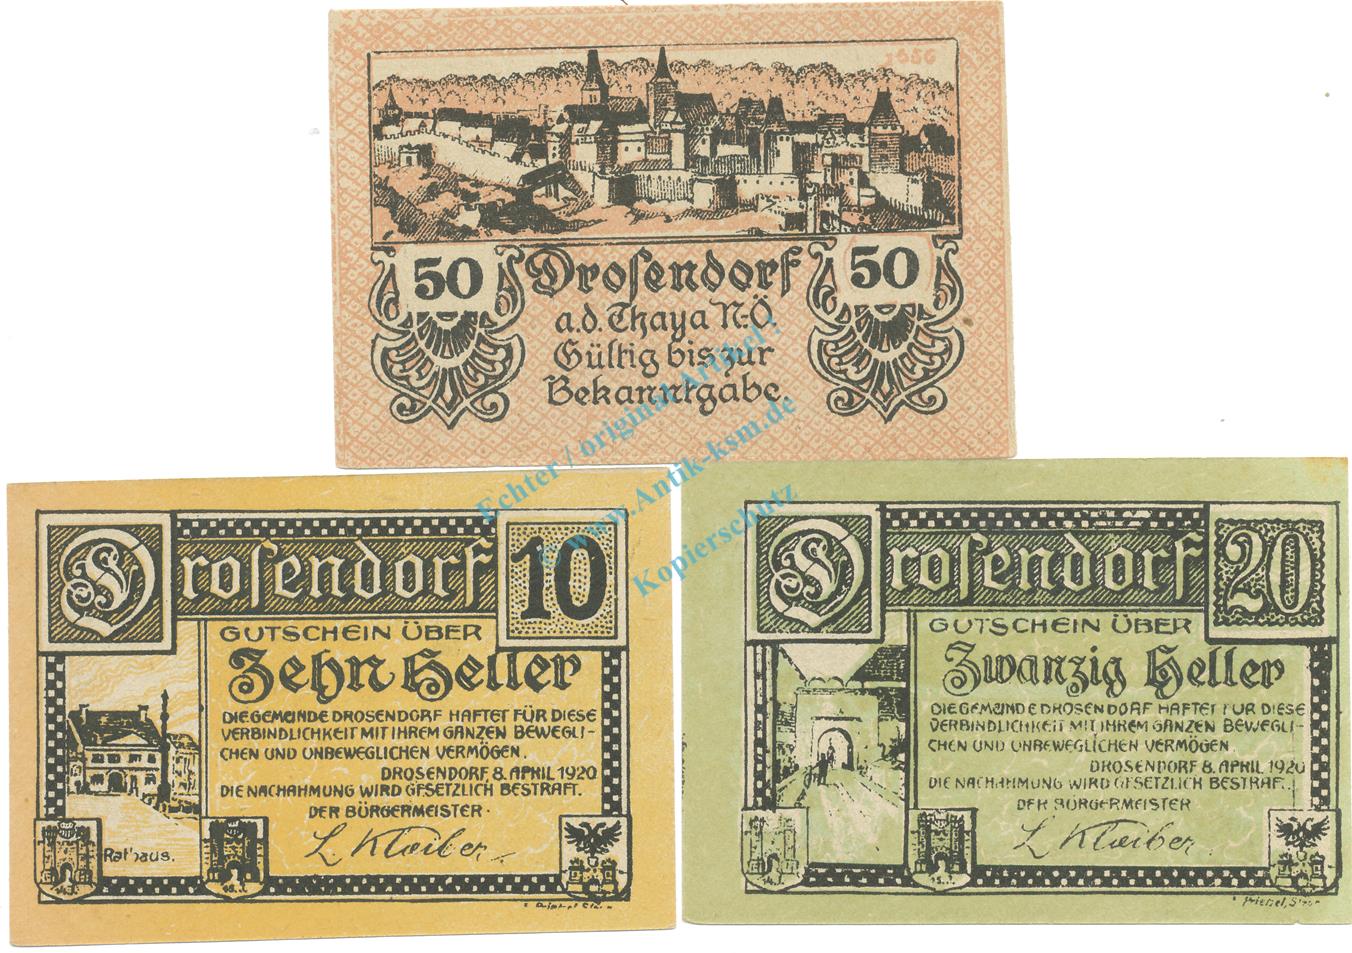 1656
50 Drosendorf 50
a.d. Thaya N-Ö.
Gültig bis zur
Bekanntgabe.
Echter / original Artikel!
© www.Antik-ksm.de
Kopierschutz
Drosendorf 10
GUTSCHEIN ÜBER
Zehn Heller
DIE GEMEINDE DROSENDORF HAFTET FÜR DIESE
VERBINDLICHKEIT MIT IHREM GANZEN BEWEGLI-
CHEN UND UNBEWEGLICHEN VERMÖGEN.
DROSENDORF 8. APRIL 1920
DIE NACHAHMUNG WIRD GESETZLICH BESTRAFT.
DER BÜRGERMEISTER.
L Klaiber
Rathaus.
Drosendorf 20
GUTSCHEIN ÜBER
Zwanzig Heller
DIE GEMEINDE DROSENDORF HAFTET FUR DIESE
VERBINDLICHKEIT MIT IHREM GANZEN BEWEGLI-
CHEN UND UNBEWEGLICHEN VERMÖGEN.
DROSENDORF 8. APRIL 1920
DIE NACHAHMUNG WIRD GESETZLICH BESTRAFT.
DER BÜRGERMEISTER
L Klaiber